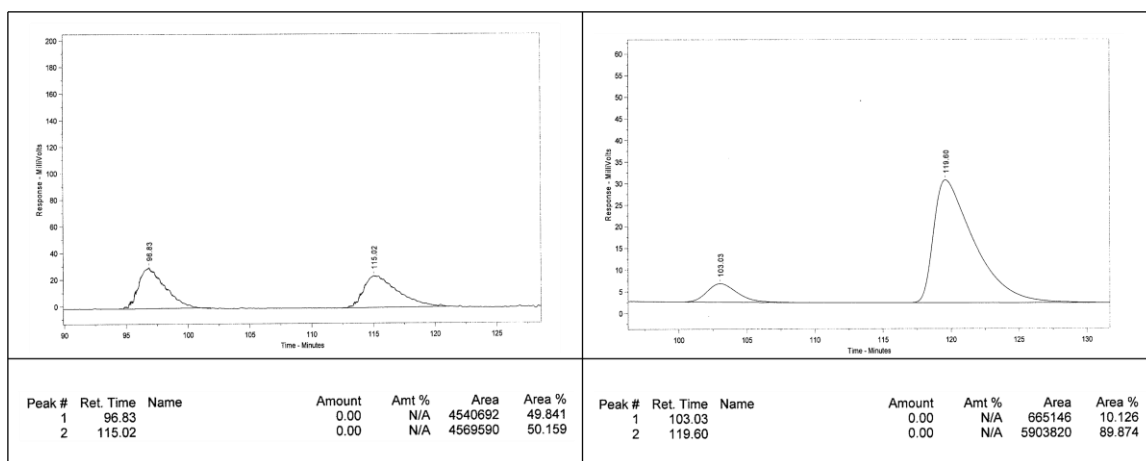 200
180
160
140
120
100
80
60
40
20
0
Response - MilliVolts
96.83
115.02
90 95 100 105 110 115 120 125
Time - Minutes
Peak # Ret. Time Name Amount Amt % Area Area %
1 96.83 0.00 N/A 4540692 49.841
2 115.02 0.00 N/A 4569590 50.159
60
55
50
45
40
35
30
25
20
15
10
5
0
Response - MilliVolts
103.03
119.60
100 105 110 115 120 125 130
Time - Minutes
Peak # Ret. Time Name Amount Amt % Area Area %
1 103.03 0.00 N/A 665146 10.126
2 119.60 0.00 N/A 5903820 89.874